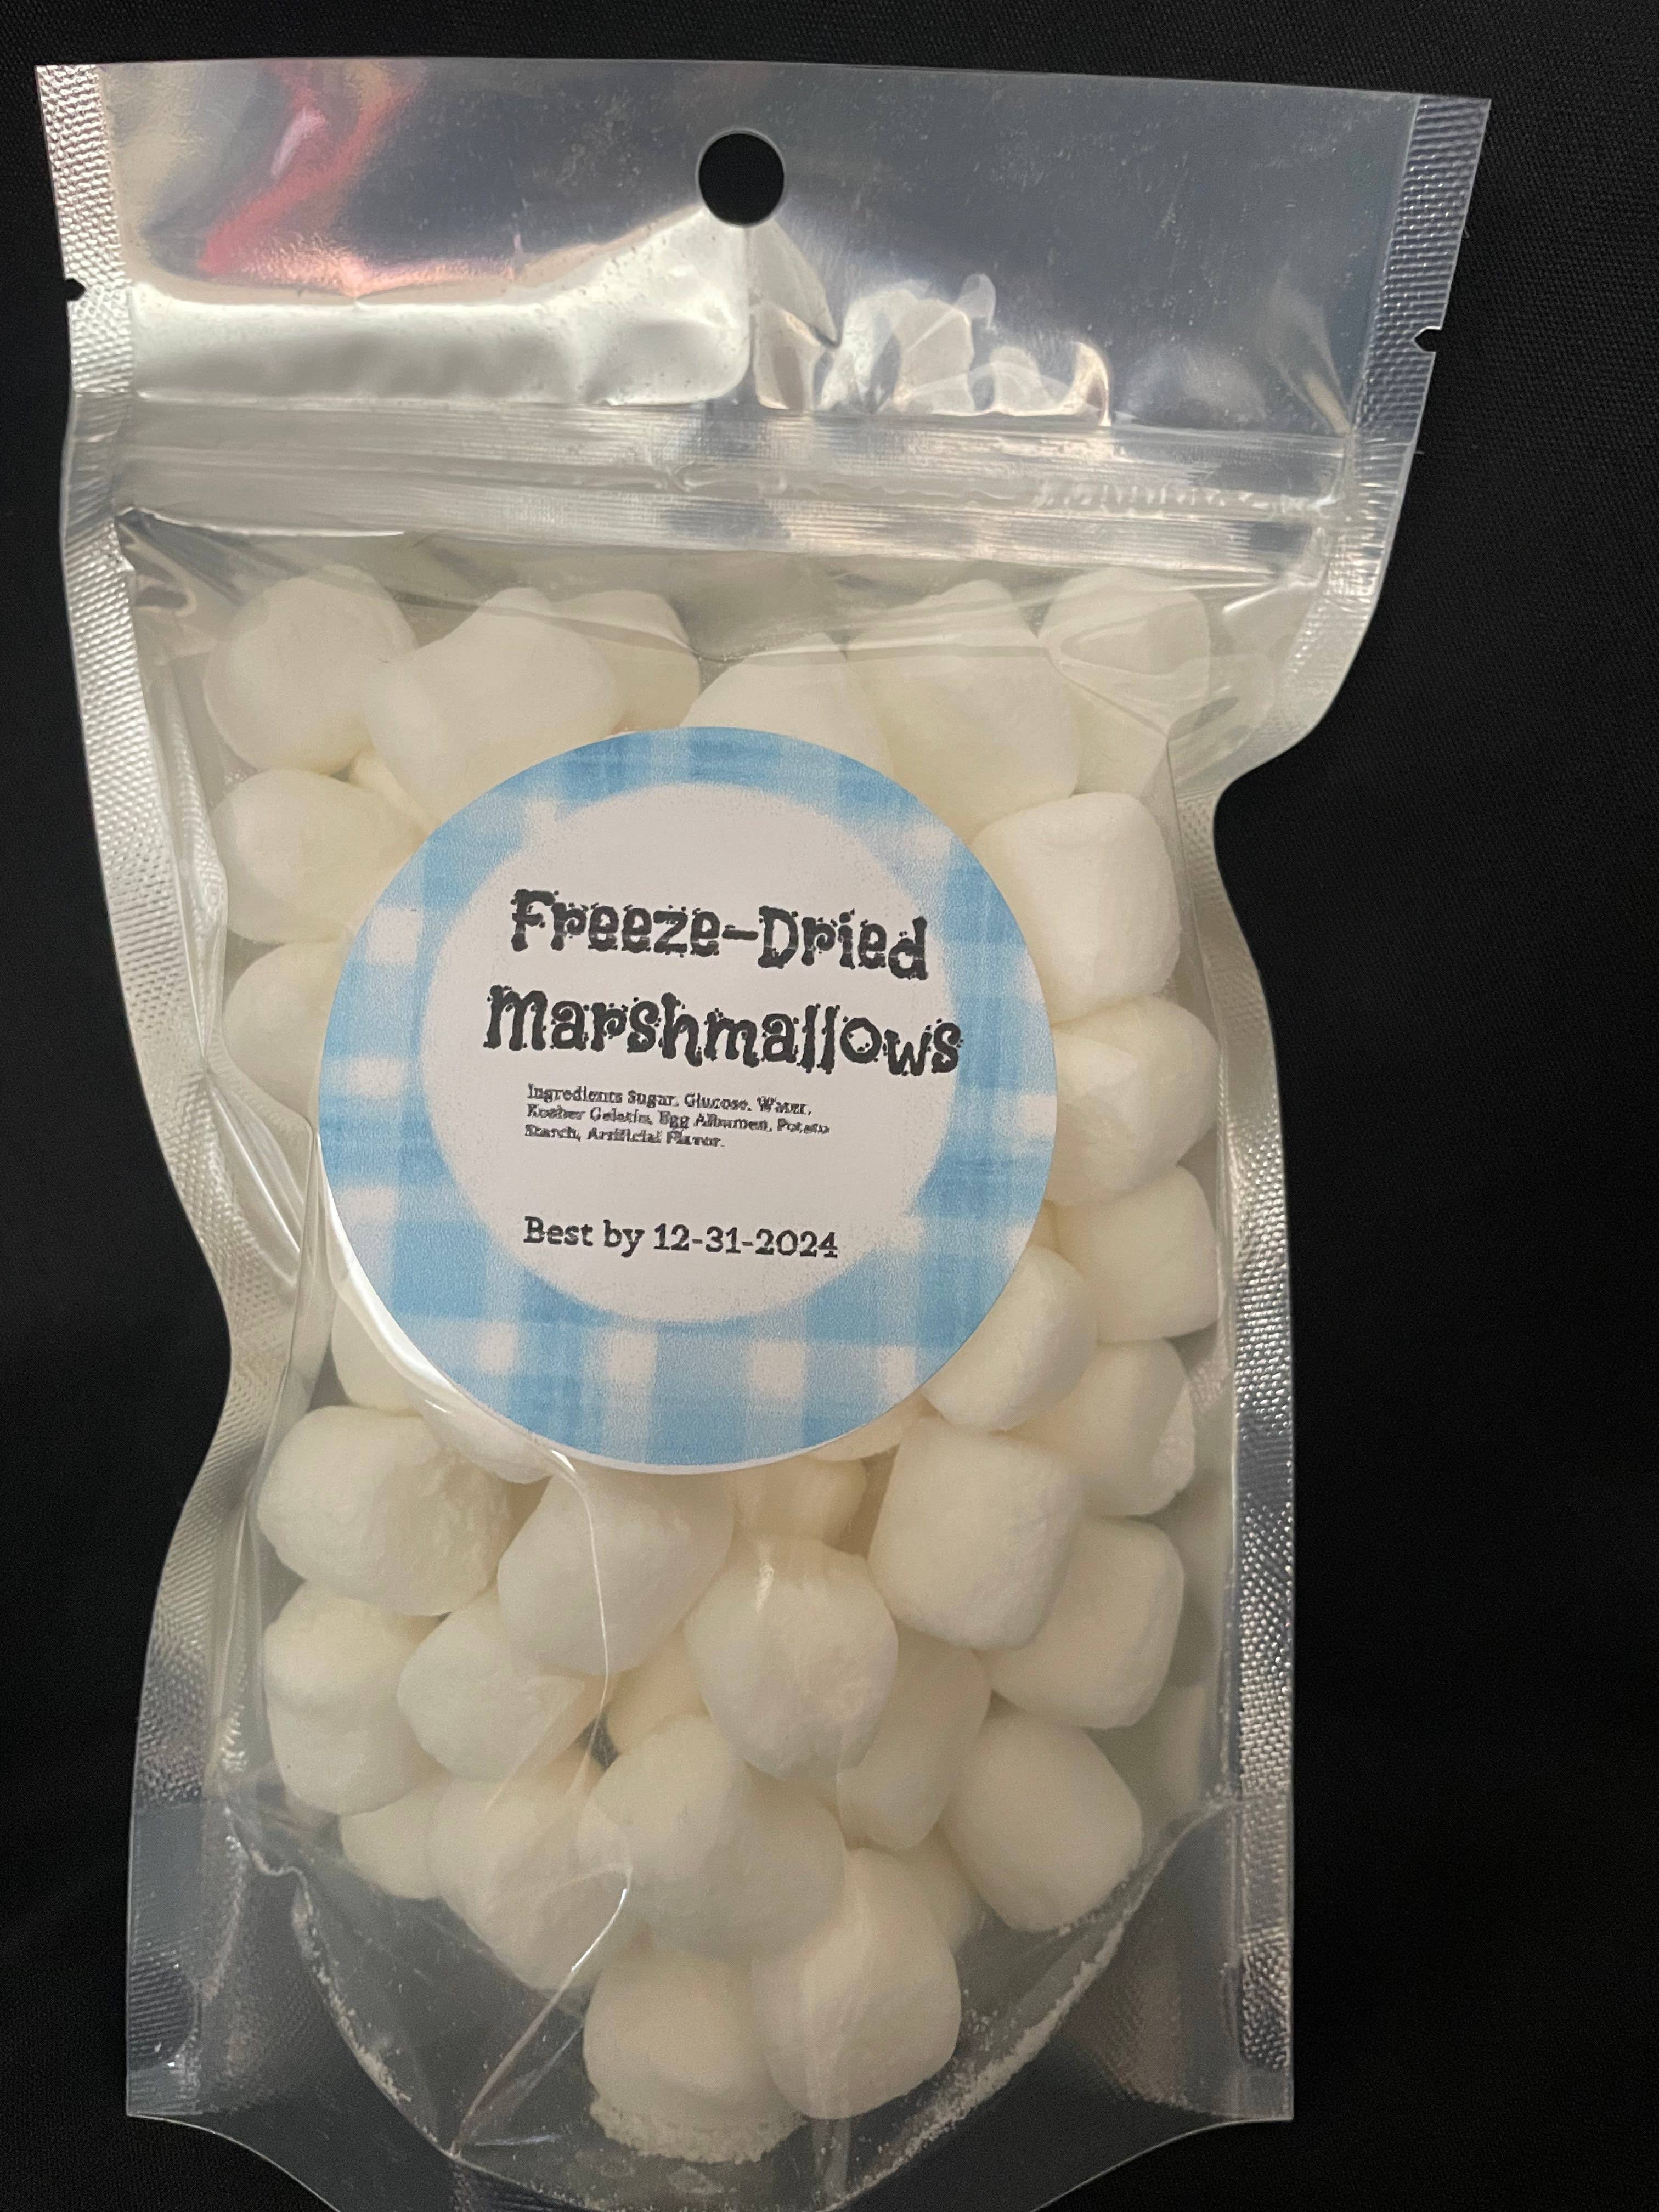 Freeze-Dried
Marshmallows
Ingredients Sugar, Glucose, Water,
Kosher Gelatin, Egg Albumen, Potato
Starch, Artificial Flavor.
Best by 12-31-2024